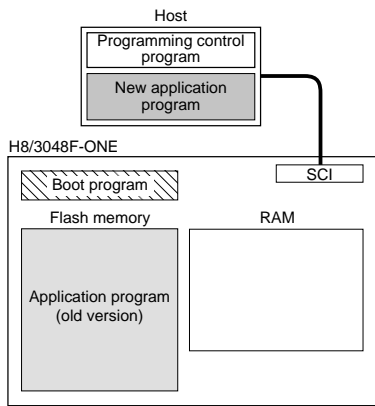 Host
Programming control
program
New application
program
H8/3048F-ONE
SCI
Boot program
Flash memory
RAM
Application program
(old version)